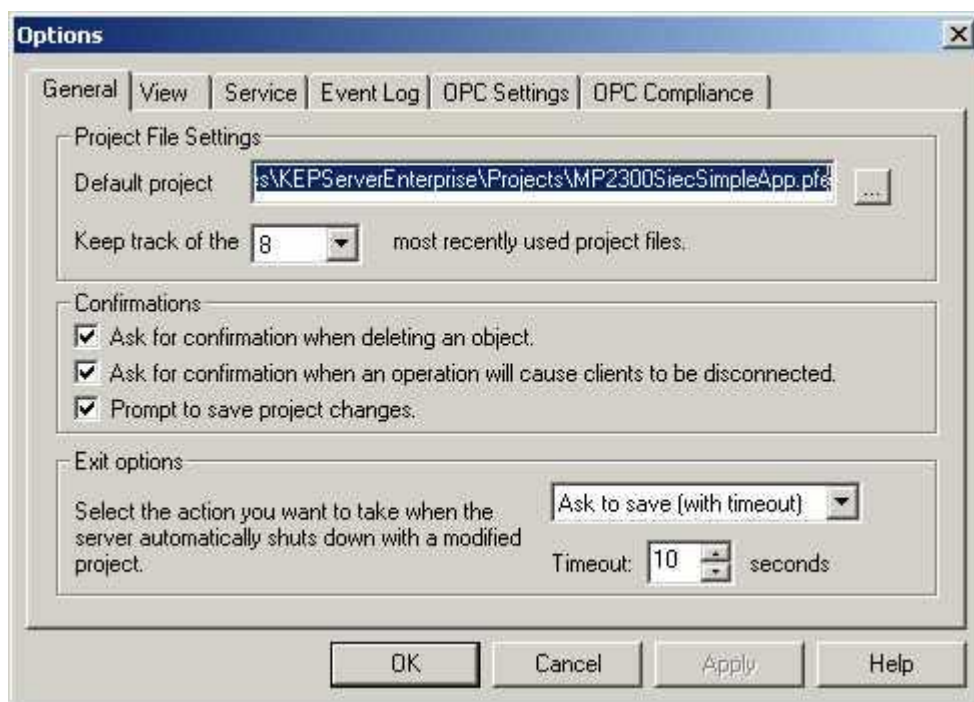 Options
General View Service Event Log OPC Settings OPC Compliance
Project File Settings
Default project s\KEPServerEnterprise\Projects\MP2300SiecSimpleApp.pfe ...
Keep track of the 8 most recently used project files.
Confirmations
Ask for confirmation when deleting an object.
Ask for confirmation when an operation will cause clients to be disconnected.
Prompt to save project changes.
Exit options
Select the action you want to take when the
server automatically shuts down with a modified
project.
Ask to save (with timeout)
Timeout: 10 seconds
OK Cancel Apply Help